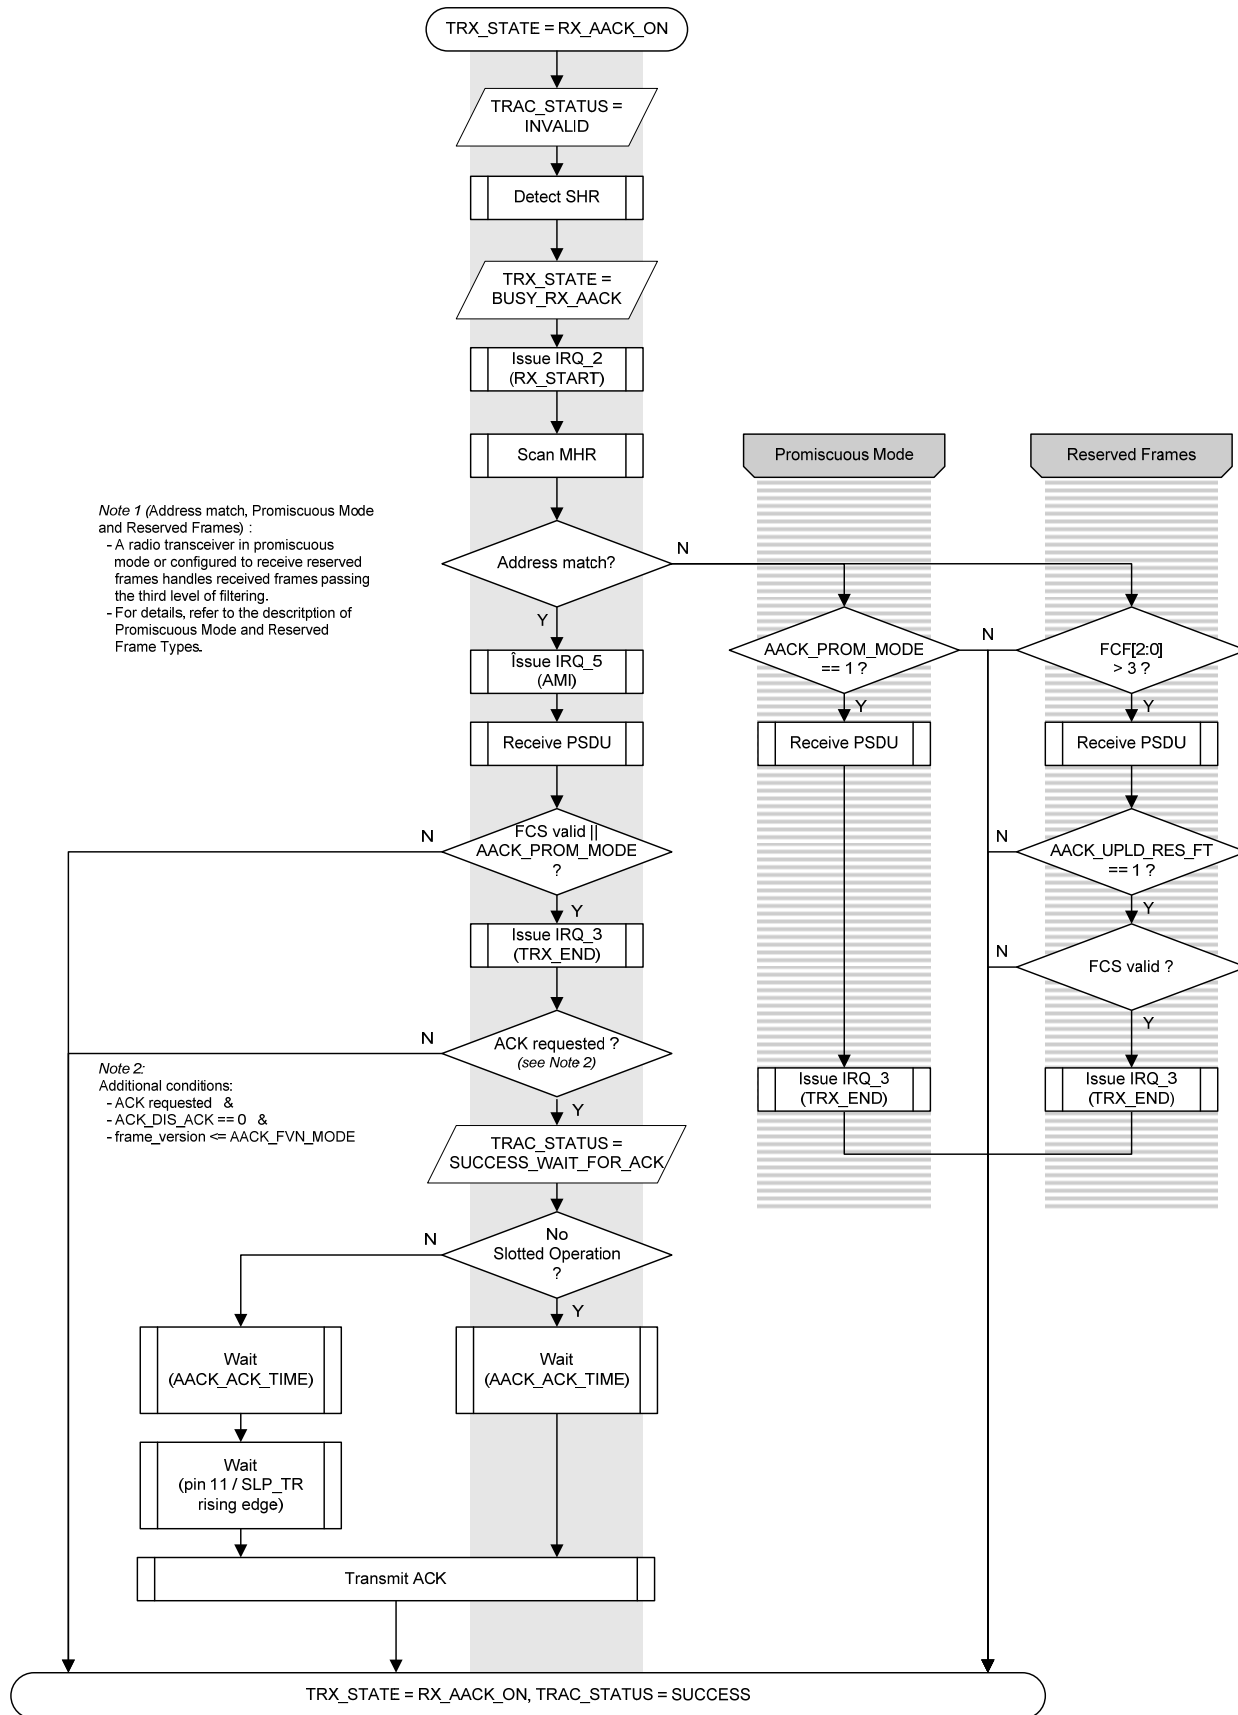 TRX_STATE = RX_AACK_ON
TRAC_STATUS =
INVALID
Detect SHR
TRX_STATE =
BUSY_RX_AACK
Issue IRQ_2
(RX_START)
Scan MHR
Promiscuous Mode
Reserved Frames
Note 1 (Address match, Promiscuous Mode
and Reserved Frames) :
- A radio transceiver in promiscuous
mode or configured to receive reserved
frames handles received frames passing
the third level of filtering.
- For details, refer to the descritption of
Promiscuous Mode and Reserved
Frame Types.
Address match?
N
Y
AACK_PROM_MODE
== 1 ?
N
Y
FCF[2:0]
> 3 ?
Y
Îssue IRQ_5
(AMI)
Receive PSDU
Receive PSDU
Receive PSDU
N
FCS valid ||
AACK_PROM_MODE
?
Y
N
AACK_UPLD_RES_FT
== 1 ?
Y
Issue IRQ_3
(TRX_END)
N
FCS valid ?
Y
N
ACK requested ?
(see Note 2)
Y
Note 2:
Additional conditions:
- ACK requested &
- ACK_DIS_ACK == 0 &
- frame_version <= AACK_FVN_MODE
Issue IRQ_3
(TRX_END)
Issue IRQ_3
(TRX_END)
TRAC_STATUS =
SUCCESS_WAIT_FOR_ACK
N
No
Slotted Operation
?
Y
Wait
(AACK_ACK_TIME)
Wait
(AACK_ACK_TIME)
Wait
(pin 11 / SLP_TR
rising edge)
Transmit ACK
TRX_STATE = RX_AACK_ON, TRAC_STATUS = SUCCESS